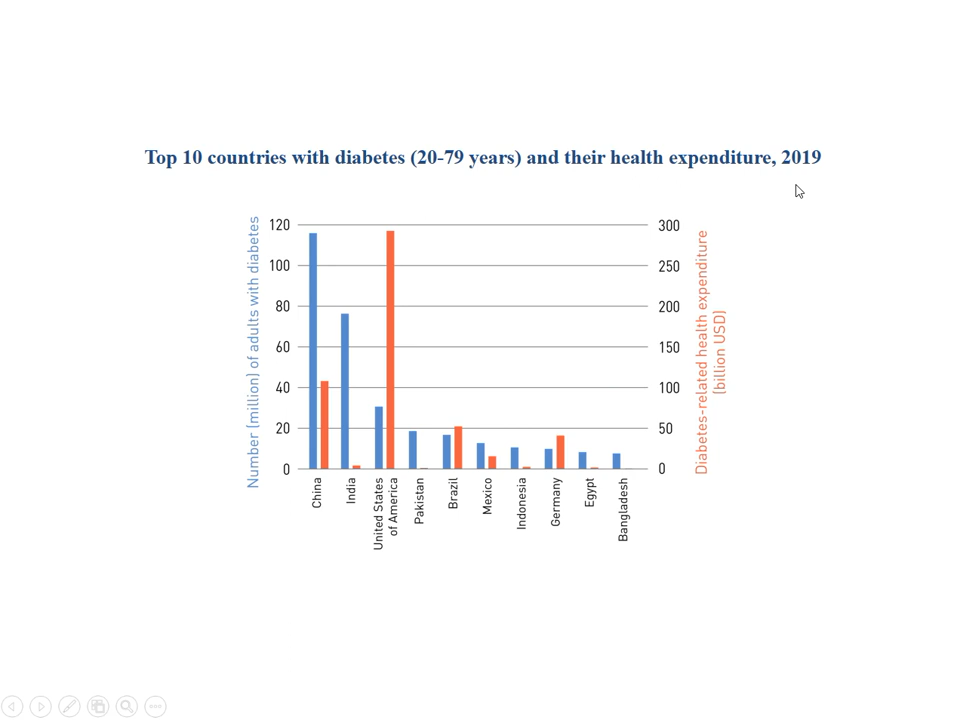 Top 10 countries with diabetes (20-79 years) and their health expenditure, 2019
Number (million) of adults with diabetes
120
100
80
60
40
20
0
300
250
200
150
100
50
0
Diabetes-related health expenditure
(billion USD)
China
India
United States
of America
Pakistan
Brazil
Mexico
Indonesia
Germany
Egypt
Bangladesh